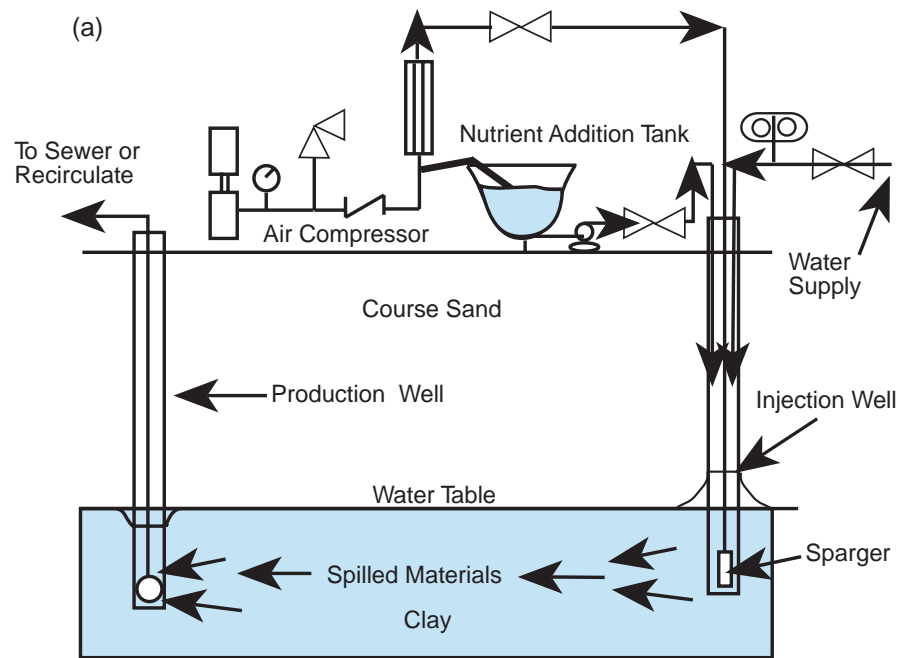 (a)
Nutrient Addition Tank
To Sewer or
Recirculate
Air Compressor
Water
Supply
Course Sand
Production Well
Injection Well
Water Table
Sparger
Spilled Materials
Clay